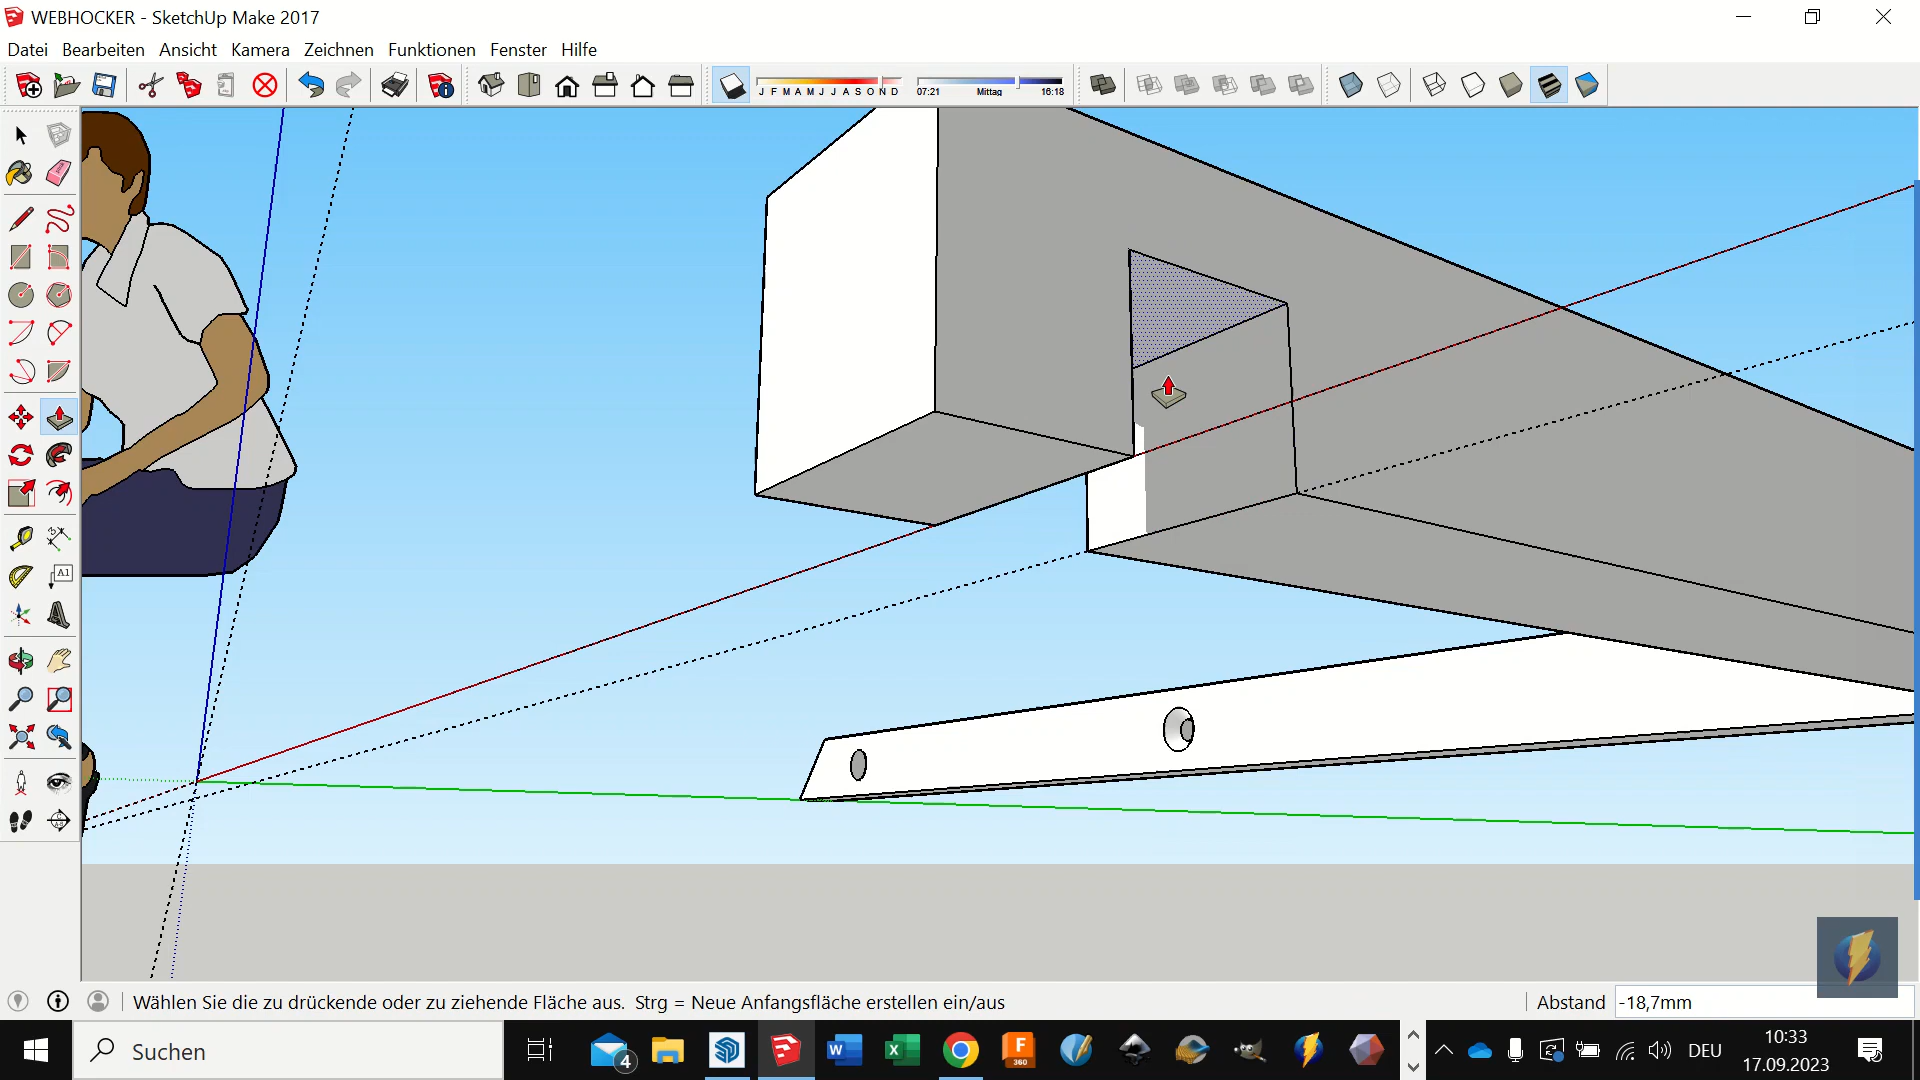 WEBHOCKER - SketchUp Make 2017
Datei Bearbeiten Ansicht Kamera Zeichnen Funktionen Fenster Hilfe
J F M A M J J A S O N D 07:21 Mittag 16:18
A1
Wählen Sie die zu drückende oder zu ziehende Fläche aus. Strg = Neue Anfangsfläche erstellen ein/aus
Abstand -18,7mm
Suchen
4
F
360
DEU
10:33
17.09.2023